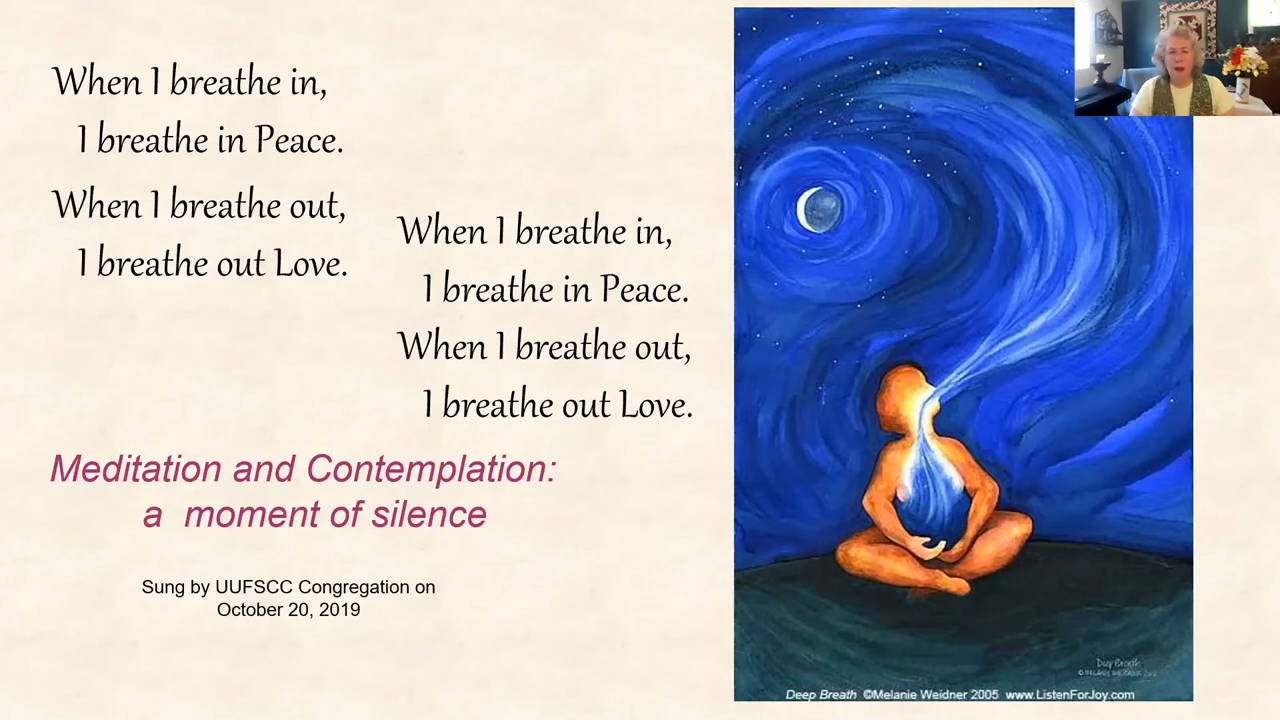 When I breathe in,
I breathe in Peace.
When I breathe out,
I breathe out Love.
When I breathe in,
I breathe in Peace.
When I breathe out,
I breathe out Love.
Meditation and Contemplation:
a moment of silence
Sung by UUFSCC Congregation on
October 20, 2019
Deep Breath
Deep Breath ©Melanie Weidner 2005 www.ListenForJoy.com